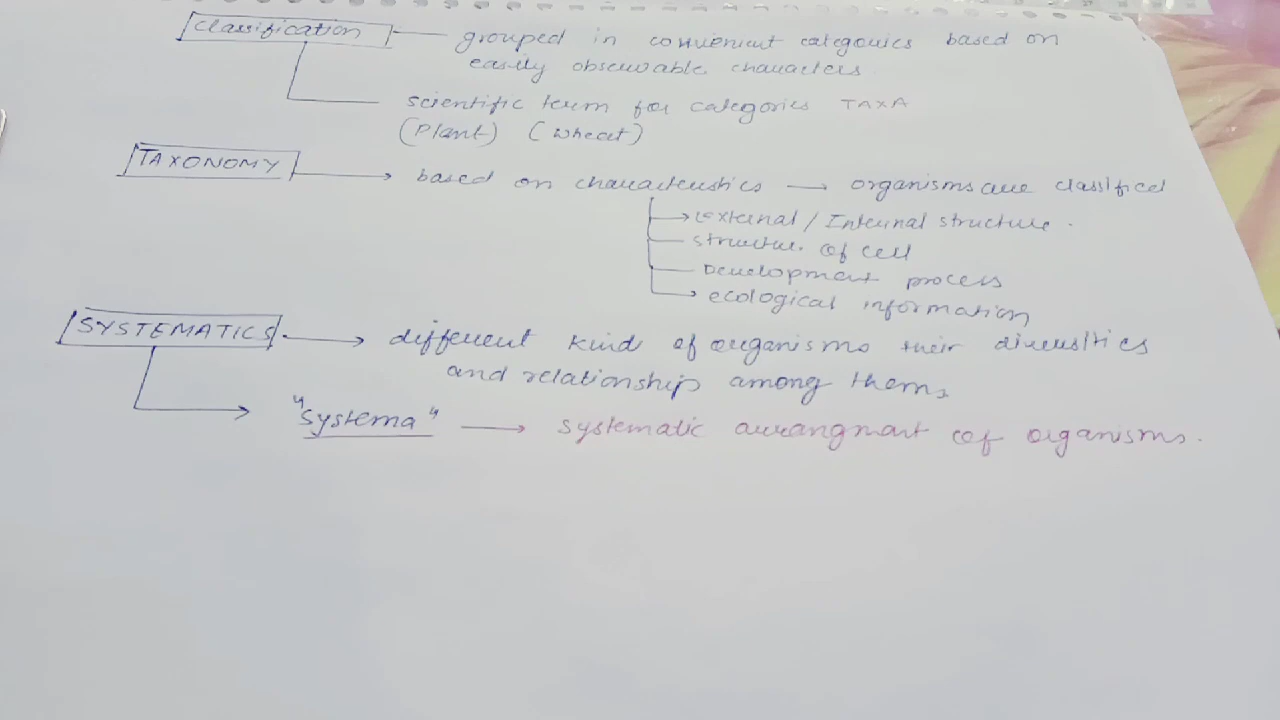 Classification — grouped in convenient categories based on
easily observable characters.
scientific term for categories TAXA
(Plant) (wheat)
TAXONOMY → based on characteristics → organisms are classified
→ external / Internal structure.
structure of cell
Development process
→ ecological information
SYSTEMATICS → different kind of organisms their diversities
and relationship among them,
→ "systema" → systematic arrangmant of organisms.